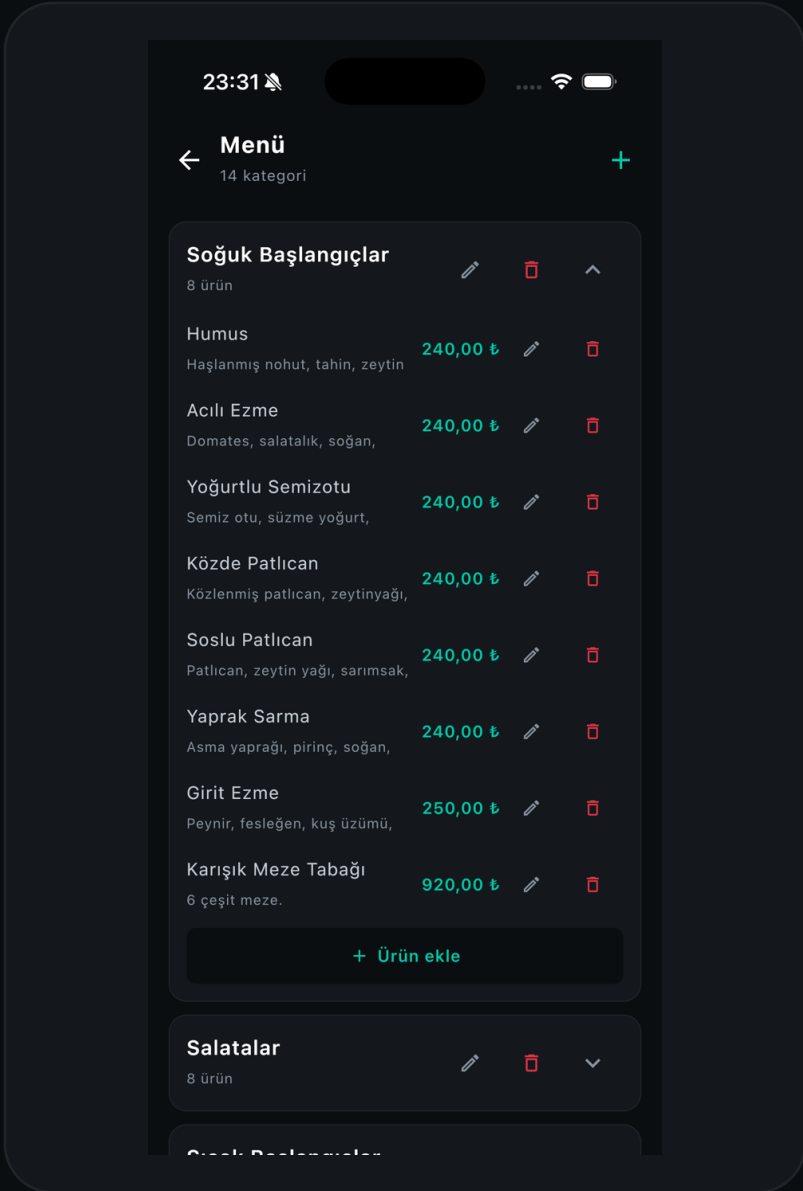 23:31
Menü
14 kategori
Soğuk Başlangıçlar
8 ürün
Humus
Haşlanmış nohut, tahin, zeytin
240,00 ₺
Acılı Ezme
Domates, salatalık, soğan,
240,00 ₺
Yoğurtlu Semizotu
Semiz otu, süzme yoğurt,
240,00 ₺
Közde Patlıcan
Közlenmiş patlıcan, zeytinyağı,
240,00 ₺
Soslu Patlıcan
Patlıcan, zeytin yağı, sarımsak,
240,00 ₺
Yaprak Sarma
Asma yaprağı, pirinç, soğan,
240,00 ₺
Girit Ezme
Peynir, fesleğen, kuş üzümü,
250,00 ₺
Karışık Meze Tabağı
6 çeşit meze.
920,00 ₺
+ Ürün ekle
Salatalar
8 ürün